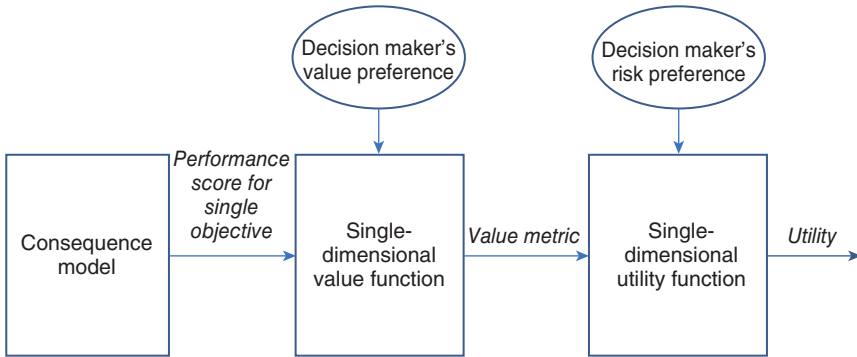 Decision maker's
value preference
Decision maker's
risk preference
Performance
score for
single
objective
Consequence
model
Single-
dimensional
value function
Value metric
Single-
dimensional
utility function
Utility